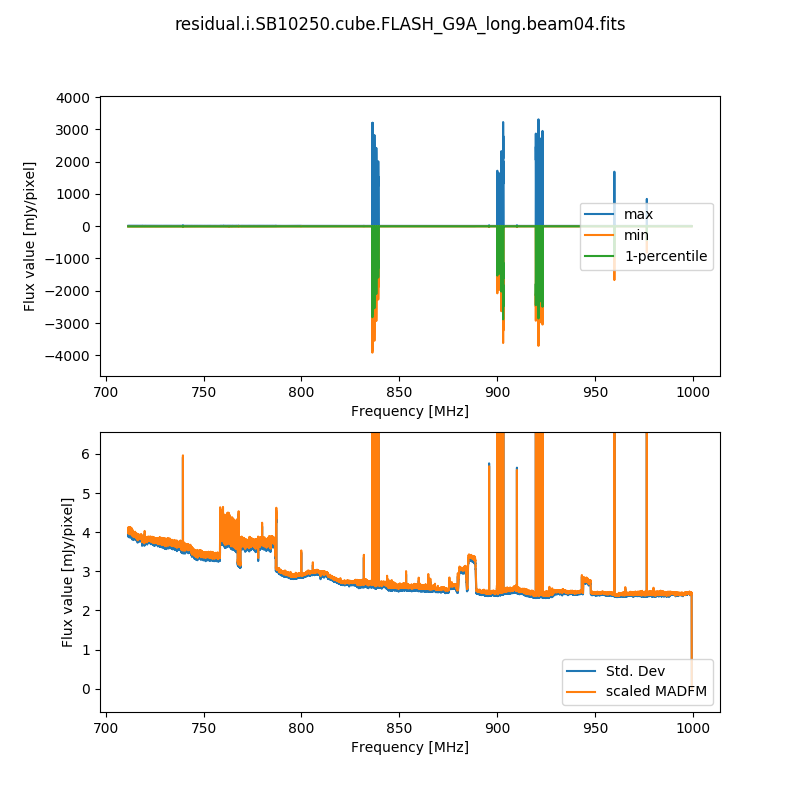 residual.i.SB10250.cube.FLASH_G9A_long.beam04.fits
4000
3000
2000
1000
0
−1000
−2000
−3000
−4000
Flux value [mJy/pixel]
max
min
1-percentile
700 750 800 850 900 950 1000
Frequency [MHz]
6
5
4
3
2
1
0
Flux value [mJy/pixel]
Std. Dev
scaled MADFM
700 750 800 850 900 950 1000
Frequency [MHz]